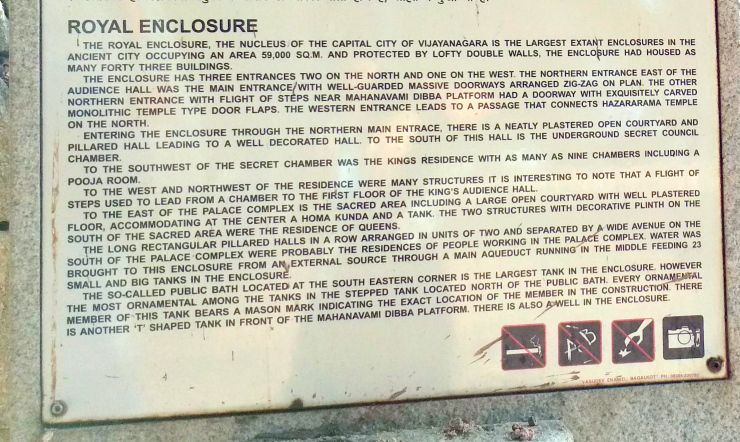 ROYAL ENCLOSURE
THE ROYAL ENCLOSURE, THE NUCLEUS OF THE CAPITAL CITY OF VIJAYANAGARA IS THE LARGEST EXTANT ENCLOSURES IN THE
ANCIENT CITY OCCUPYING AN AREA 59,000 SQ.M. AND PROTECTED BY LOFTY DOUBLE WALLS, THE ENCLOSURE HAD HOUSED AS
MANY FORTY THREE BUILDINGS.
THE ENCLOSURE HAS THREE ENTRANCES TWO ON THE NORTH AND ONE ON THE WEST. THE NORTHERN ENTRANCE EAST OF THE
AUDIENCE HALL WAS THE MAIN ENTRANCE WITH WELL-GUARDED MASSIVE DOORWAYS ARRANGED ZIG-ZAG ON PLAN. THE OTHER
NORTHERN ENTRANCE WITH FLIGHT OF STEPS NEAR MAHANAVAMI DIBBA PLATFORM HAD A DOORWAY WITH EXQUISITELY CARVED
MONOLITHIC TEMPLE TYPE DOOR FLAPS. THE WESTERN ENTRANCE LEADS TO A PASSAGE THAT CONNECTS HAZARARAMA TEMPLE
ON THE NORTH.
ENTERING THE ENCLOSURE THROUGH THE NORTHERN MAIN ENTRACE, THERE IS A NEATLY PLASTERED OPEN COURTYARD AND
PILLARED HALL LEADING TO A WELL DECORATED HALL. TO THE SOUTH OF THIS HALL IS THE UNDERGROUND SECRET COUNCIL
CHAMBER.
TO THE SOUTHWEST OF THE SECRET CHAMBER WAS THE KINGS RESIDENCE WITH AS MANY AS NINE CHAMBERS INCLUDING A
POOJA ROOM.
TO THE WEST AND NORTHWEST OF THE RESIDENCE WERE MANY STRUCTURES IT IS INTERESTING TO NOTE THAT A FLIGHT OF
STEPS USED TO LEAD FROM A CHAMBER TO THE FIRST FLOOR OF THE KING'S AUDIENCE HALL.
TO THE EAST OF THE PALACE COMPLEX IS THE SACRED AREA INCLUDING A LARGE OPEN COURTYARD WITH WELL PLASTERED
FLOOR, ACCOMMODATING AT THE CENTER A HOMA KUNDA AND A TANK. THE TWO STRUCTURES WITH DECORATIVE PLINTH ON THE
SOUTH OF THE SACRED AREA WERE THE RESIDENCE OF QUEENS.
THE LONG RECTANGULAR PILLARED HALLS IN A ROW ARRANGED IN UNITS OF TWO AND SEPARATED BY A WIDE AVENUE ON THE
SOUTH OF THE PALACE COMPLEX WERE PROBABLY THE RESIDENCES OF PEOPLE WORKING IN THE PALACE COMPLEX. WATER WAS
BROUGHT TO THIS ENCLOSURE FROM AN EXTERNAL SOURCE THROUGH A MAIN AQUEDUCT RUNNING IN THE MIDDLE FEEDING 23
SMALL AND BIG TANKS IN THE ENCLOSURE.
THE SO-CALLED PUBLIC BATH LOCATED AT THE SOUTH EASTERN CORNER IS THE LARGEST TANK IN THE ENCLOSURE. HOWEVER
THE MOST ORNAMENTAL AMONG THE TANKS IN THE STEPPED TANK LOCATED NORTH OF THE PUBLIC BATH. EVERY ORNAMENTAL
MEMBER OF THIS TANK BEARS A MASON MARK INDICATING THE EXACT LOCATION OF THE MEMBER IN THE CONSTRUCTION. THERE
IS ANOTHER 'T' SHAPED TANK IN FRONT OF THE MAHANAVAMI DIBBA PLATFORM. THERE IS ALSO A WELL IN THE ENCLOSURE.